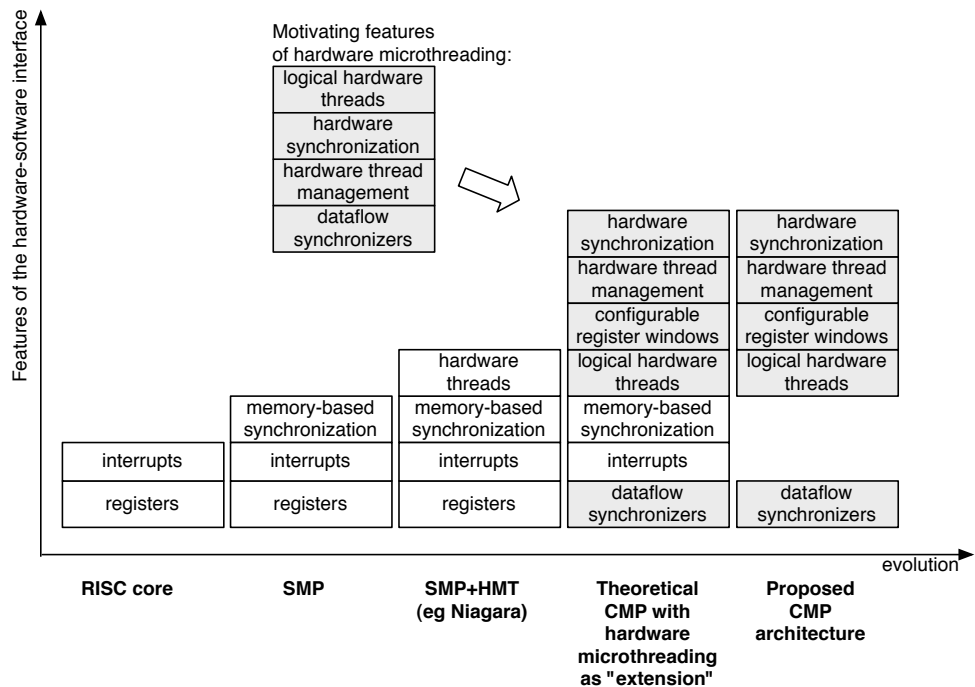 Features of the hardware-software interface
Motivating features
of hardware microthreading:
logical hardware
threads
hardware
synchronization
hardware thread
management
dataflow
synchronizers
registers
interrupts
RISC core
memory-based
synchronization
interrupts
registers
SMP
hardware
threads
memory-based
synchronization
interrupts
registers
SMP+HMT
(eg Niagara)
hardware
synchronization
hardware thread
management
configurable
register windows
logical hardware
threads
memory-based
synchronization
interrupts
dataflow
synchronizers
Theoretical
CMP with
hardware
microthreading
as "extension"
hardware
synchronization
hardware thread
management
configurable
register windows
logical hardware
threads
dataflow
synchronizers
Proposed
CMP
architecture
evolution